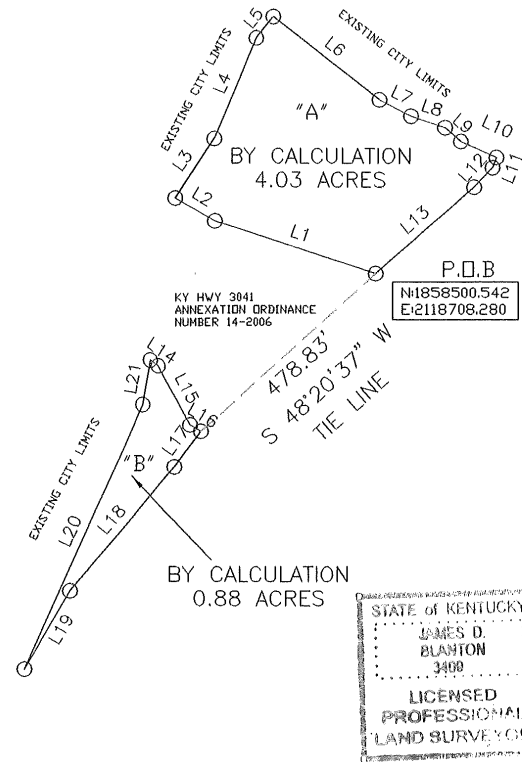 L5
L6
EXISTING CITY LIMITS
L4
EXISTING CITY LIMITS
L7
L8
L9
L10
"A"
BY CALCULATION
4.03 ACRES
L3
L12
L11
L2
L13
L1
P.O.B
N:1858500.542
E:2118708.280
KY HWY 3041
ANNEXATION ORDINANCE
NUMBER 14-2006
478.83'
S 48°20'37" W
TIE LINE
L14
L21
L15
L16
L17
"B"
EXISTING CITY LIMITS
L20
L18
L19
BY CALCULATION
0.88 ACRES
STATE of KENTUCKY
JAMES D.
BLANTON
3409
LICENSED
PROFESSIONAL
LAND SURVEYOR